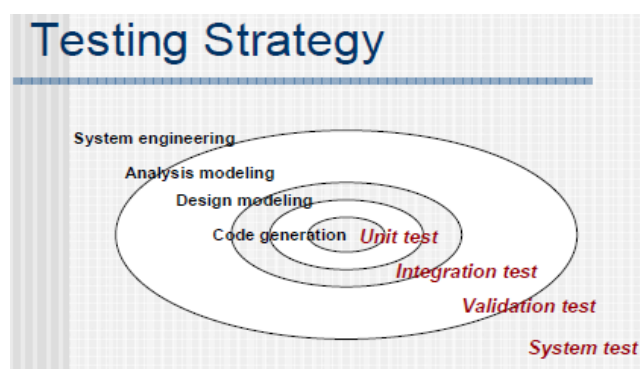 Testing Strategy
System engineering
Analysis modeling
Design modeling
Code generation Unit test
Integration test
Validation test
System test